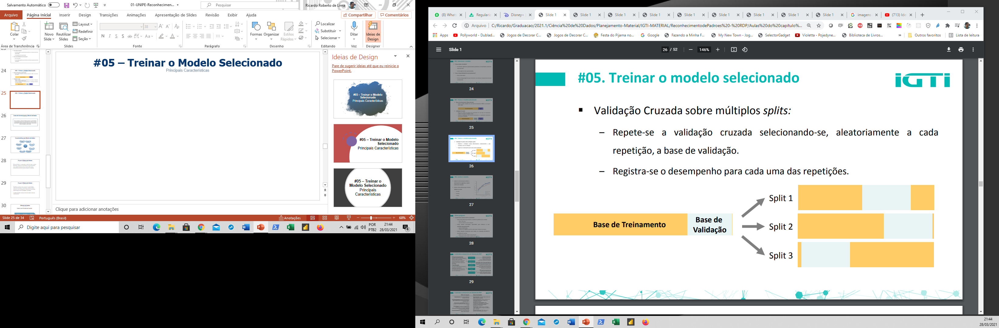 Salvamento Automático
01-UNIPE-Reconhecimen...
Pesquisar
Ricardo Roberto de Lima
Arquivo
Página Inicial
Inserir
Design
Transições
Animações
Apresentação de Slides
Revisão
Exibir
Ajuda
Compartilhar
Comentários
Colar
Novo Slide
Reutilizar Slides
Layout
Redefinir
Seção
38
N I S S ab AV Aa
Formas
Organizar
Estilos Rápidos
Localizar
Substituir
Selecionar
Ditar
Ideias de Design
Área de Transferência
Slides
Fonte
Parágrafo
Desenho
Editando
Voz
Designer
24
25
26
27
28
29
30
#05 – Treinar o Modelo Selecionado
Principais Características
Clique para adicionar anotações
Ideias de Design
Pare de sugerir ideias até que eu reinicie o
PowerPoint.
#05 – Treinar o Modelo
Selecionado
Principais Características
#05 – Treinar o Modelo
Selecionado
Principais Características
#05 – Treinar o
Modelo Selecionado
Principais
Características
Slide 25 de 34
Português (Brasil)
Anotações
68%
Digite aqui para pesquisar
POR
PTB2
21:44
28/03/2021
4
(8) Whats
Regulariz
Disney+
Slide 1
Slide 1
Slide 1
Slide 1
Slide 1
Slide 1
Slide 1
Slide 1
Slide 1
imagens
(713) Ide
Arquivo | C:/Ricardo/Graduacao/2021.1/Ciência%20de%20Dados/Planejamento-Material/IGTI-MATERIAL/ReconhecimentodePadroes%20-%20RDP/Aulas%20do%20capítulo%...
Apps
Pollyworld - Dublad...
Jogos de Decorar C...
Jogos de Decorar C...
Festa do Pijama no...
Google
Fazendo a Minha F...
My New Town - Jog...
SelectorGadget
Violetta - Pojedyne...
Biblioteca de Livros...
»
Outros favoritos
Lista de leitura
Slide 1
26 / 52
146%
24
25
26
27
28
29
#05. Treinar o modelo selecionado
iGTi
Validação Cruzada sobre múltiplos splits:
– Repete-se a validação cruzada selecionando-se, aleatoriamente a cada
repetição, a base de validação.
– Registra-se o desempenho para cada uma das repetições.
Base de Treinamento
Base de
Validação
Split 1
Split 2
Split 3
21:44
28/03/2021